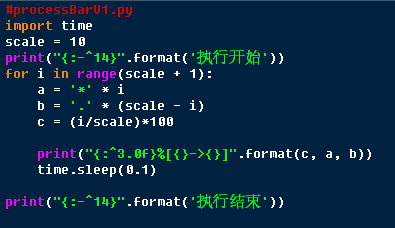 #processBarV1.py
import time
scale = 10
print("{:-^14}".format('执行开始'))
for i in range(scale + 1):
    a = '*' * i
    b = '.' * (scale - i)
    c = (i/scale)*100
    print("{:^3.0f}%[{}->{}]".format(c, a, b))
    time.sleep(0.1)
print("{:-^14}".format('执行结束'))